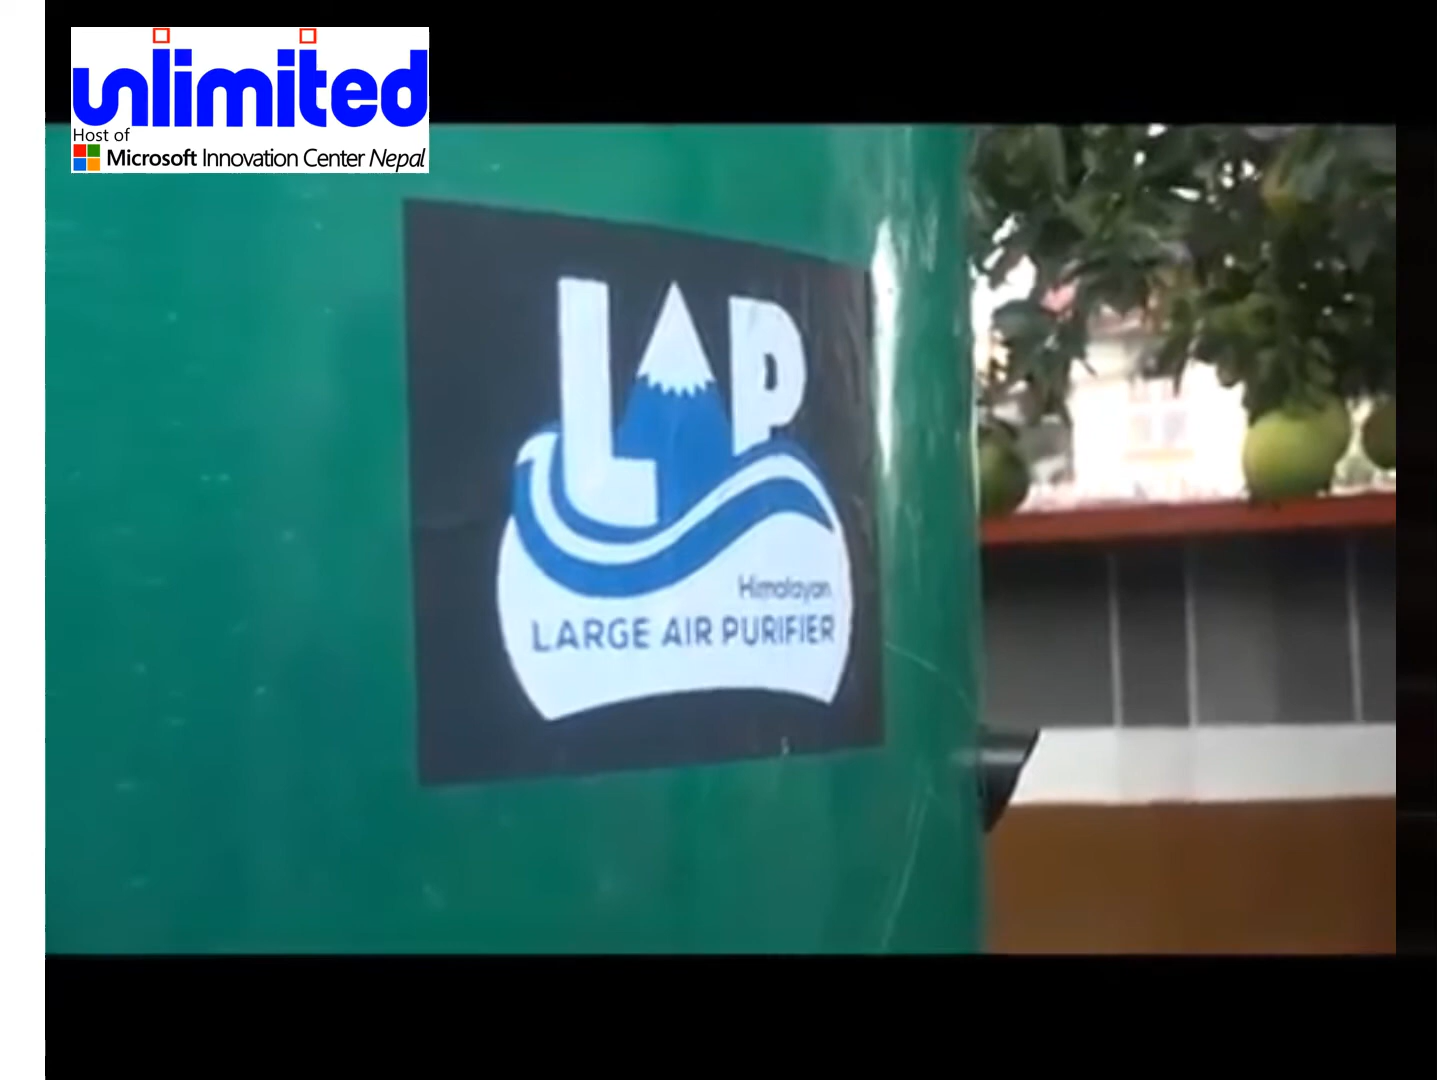 unlimited
Host of
Microsoft Innovation Center Nepal
LAP
Himalayan
LARGE AIR PURIFIER